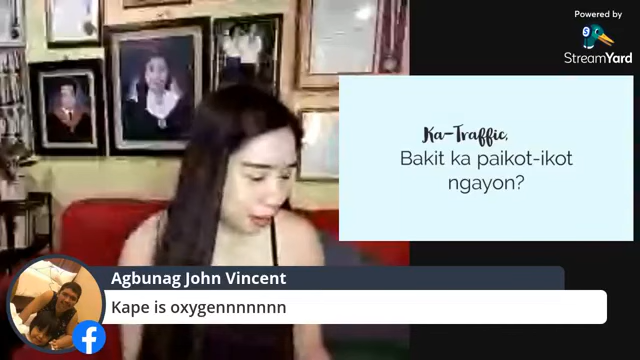 Powered by
StreamYard
Ka-Traffic,
Bakit ka paikot-ikot
ngayon?
Agbunag John Vincent
Kape is oxygennnnnnn